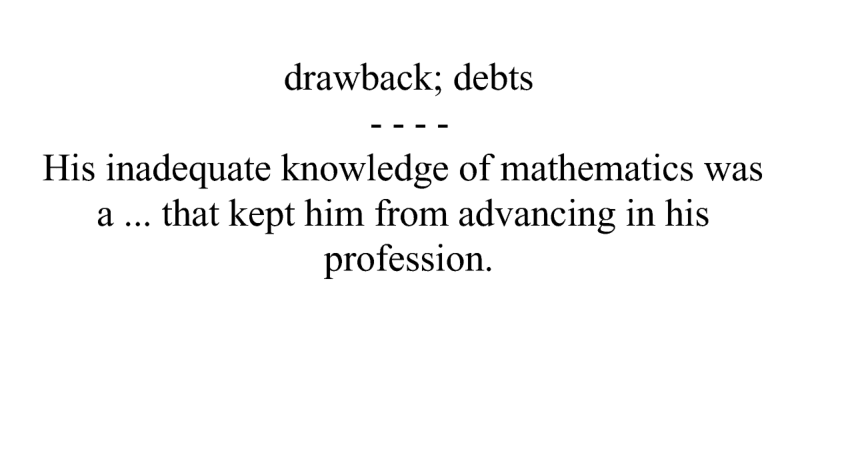 drawback; debts
- - - -
His inadequate knowledge of mathematics was
a ... that kept him from advancing in his
profession.